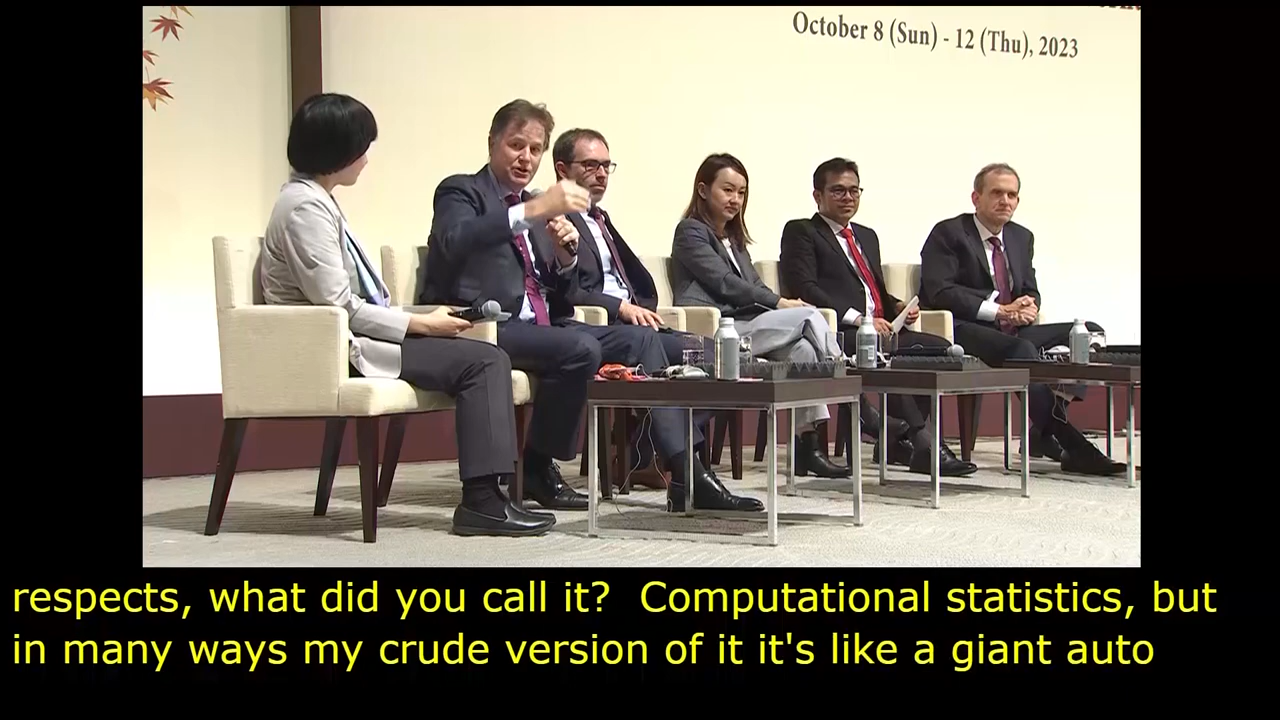 October 8 (Sun) - 12 (Thu), 2023
respects, what did you call it?  Computational statistics, but
in many ways my crude version of it it's like a giant auto